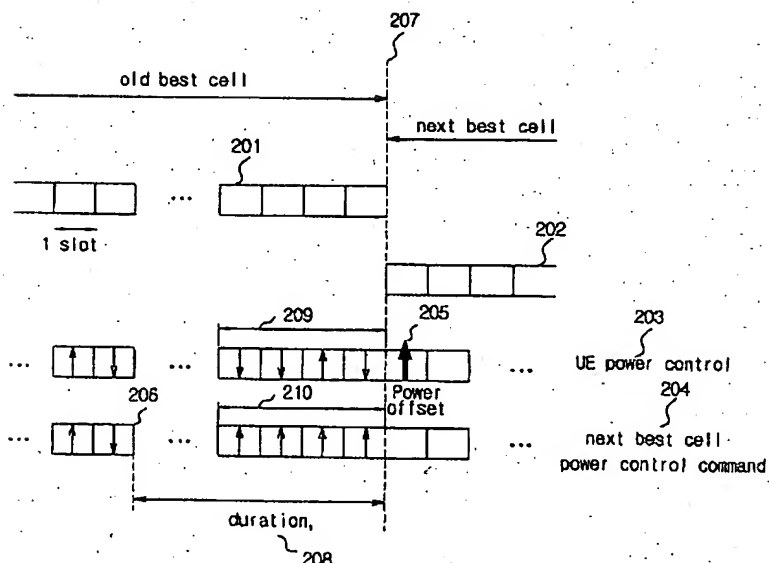 207
old best cell
next best cell
201
...
1 slot
202
209
205
203
...
...
...
UE power control
206
210
Power
offset
204
...
...
...
next best cell
power control command
duration,
208